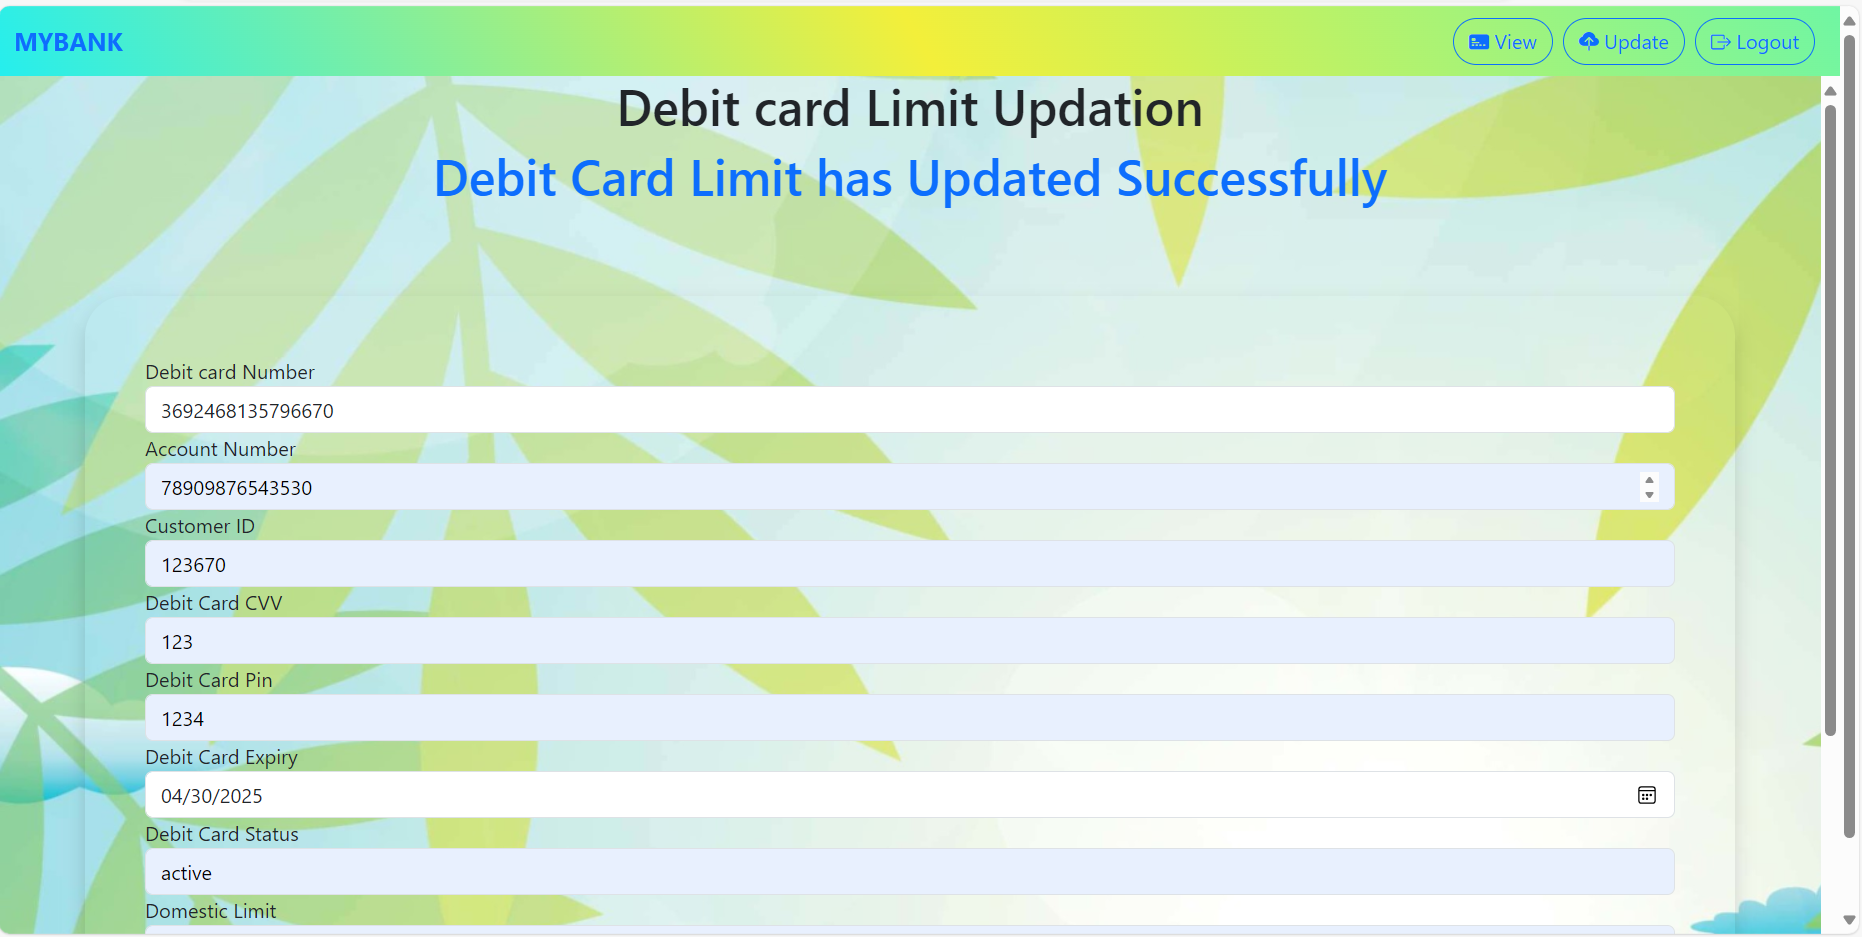 MYBANK
View
Update
Logout
Debit card Limit Updation
Debit Card Limit has Updated Successfully
Debit card Number
3692468135796670
Account Number
78909876543530
Customer ID
123670
Debit Card CVV
123
Debit Card Pin
1234
Debit Card Expiry
04/30/2025
Debit Card Status
active
Domestic Limit